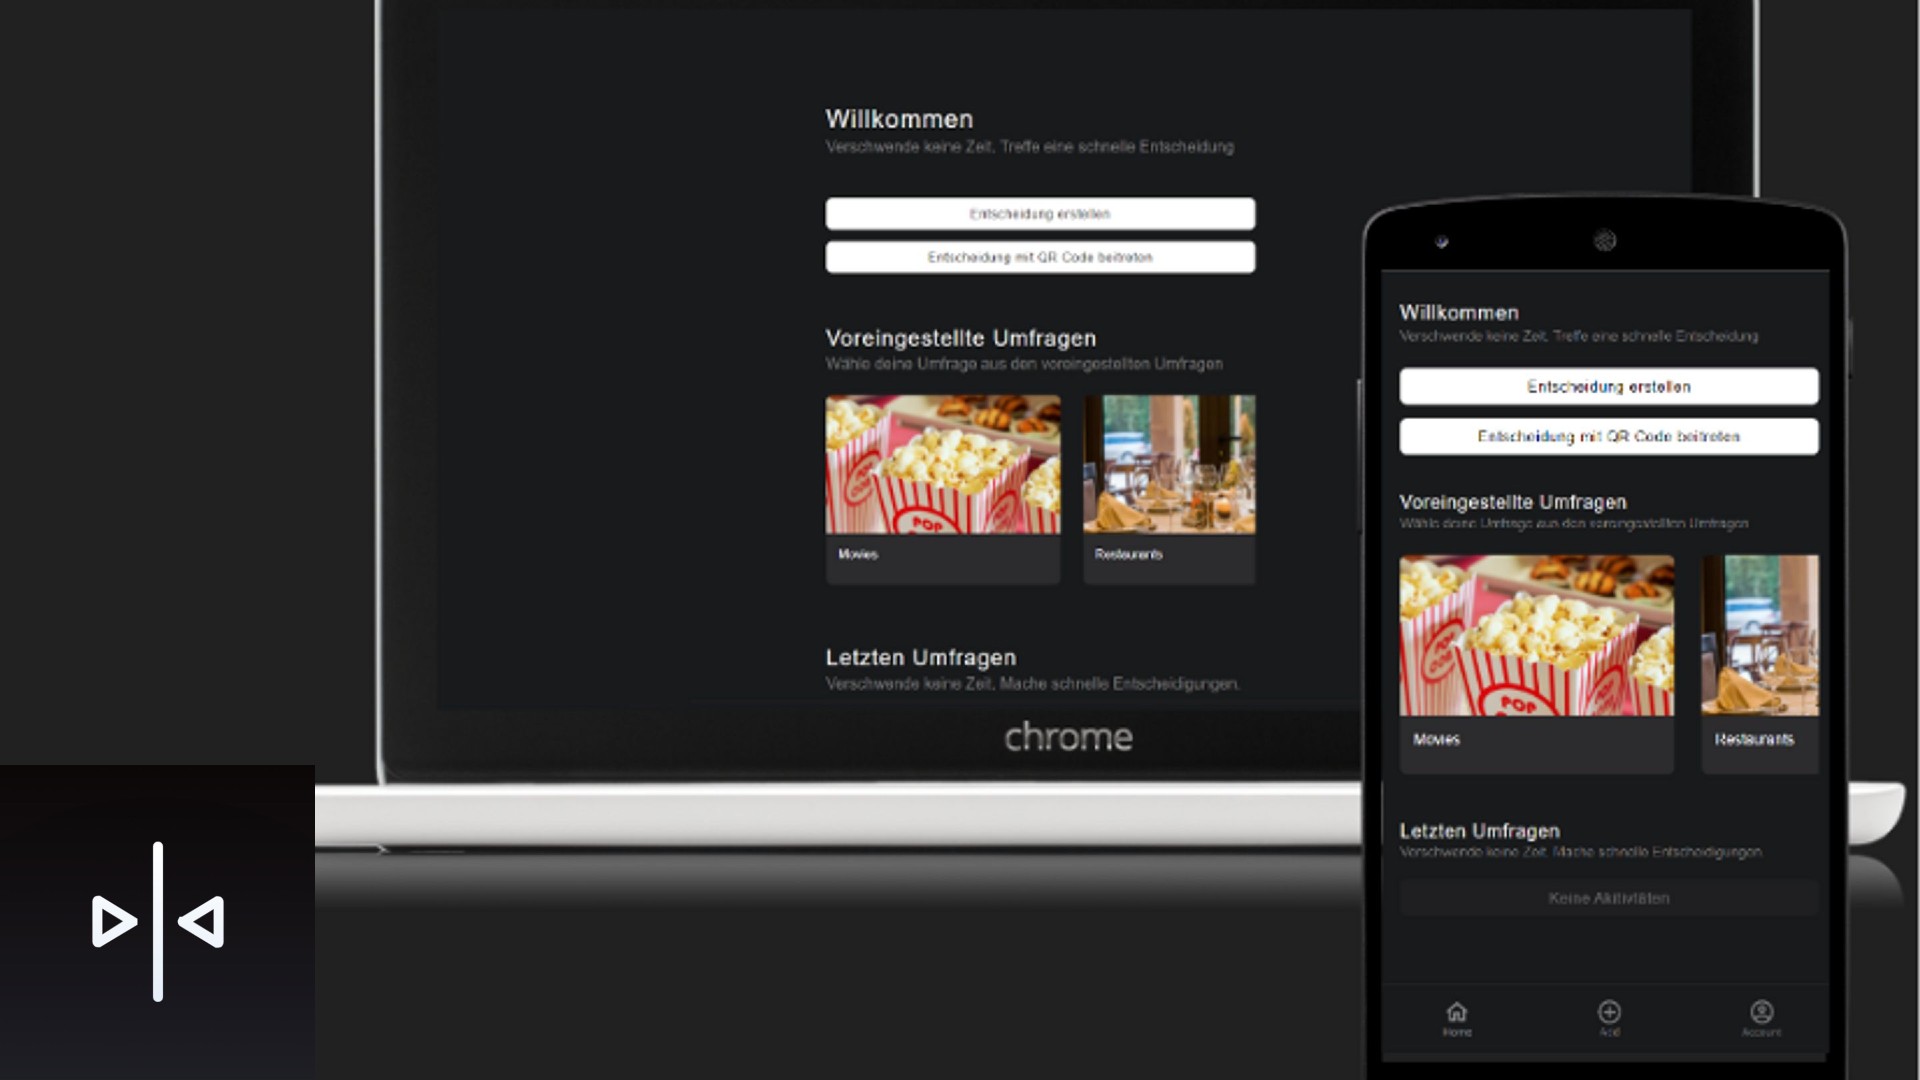 Willkommen
Verschwende keine Zeit. Treffe eine schnelle Entscheidung
Entscheidung erstellen
Entscheidung mit QR Code beitreten
Voreingestellte Umfragen
Wähle deine Umfrage aus den voreingestellten Umfragen
POP
Movies
Restaurants
Letzten Umfragen
Verschwende keine Zeit. Mache schnelle Entscheidigungen.
chrome
Willkommen
Verschwende keine Zeit. Treffe eine schnelle Entscheidung
Entscheidung erstellen
Entscheidung mit QR Code beitreten
Voreingestellte Umfragen
Wähle deine Umfrage aus den voreingestellten Umfragen
POP
Movies
Restaurants
Letzten Umfragen
Verschwende keine Zeit. Mache schnelle Entscheidigungen.
Keine Aktivitäten
Home
Add
Account